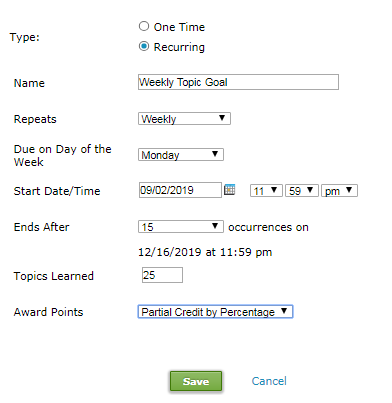 Type:
One Time
Recurring
Name
Weekly Topic Goal
Repeats
Weekly
Due on Day of the
Week
Monday
Start Date/Time
09/02/2019 11 59 pm
Ends After
15 occurrences on
12/16/2019 at 11:59 pm
Topics Learned
25
Award Points
Partial Credit by Percentage
Save Cancel